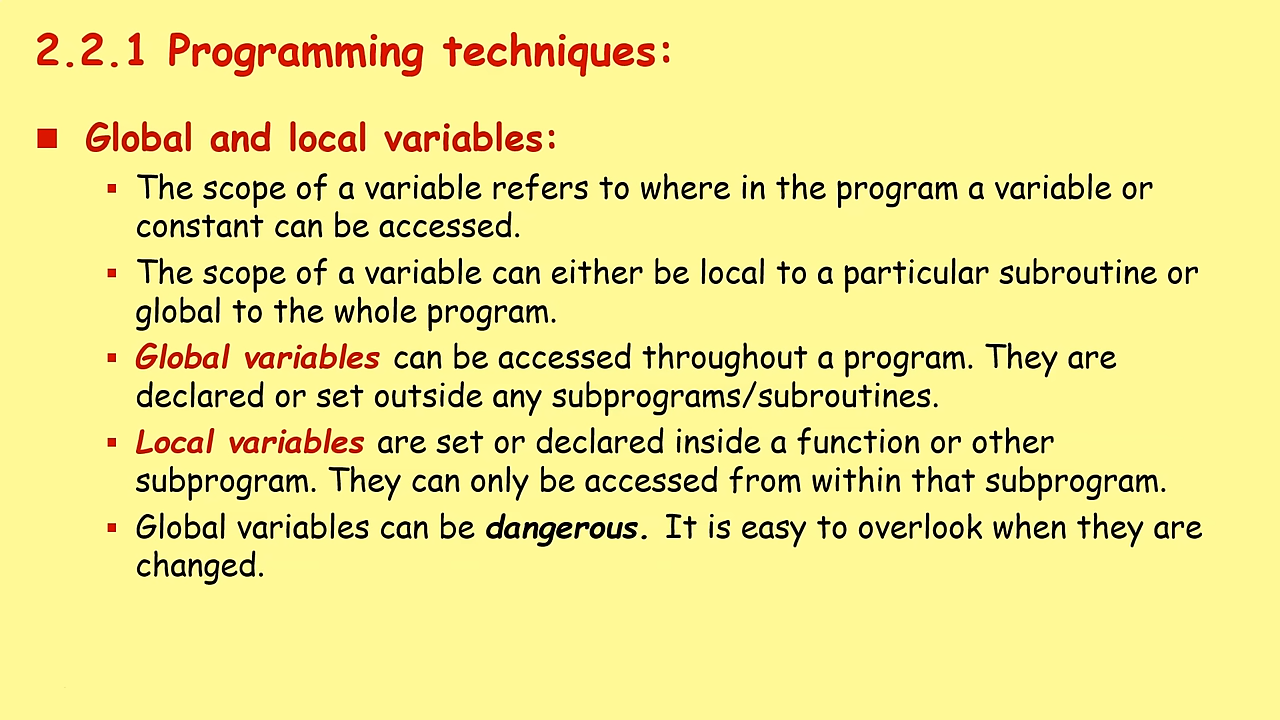 2.2.1 Programming techniques:
Global and local variables:
The scope of a variable refers to where in the program a variable or
constant can be accessed.
The scope of a variable can either be local to a particular subroutine or
global to the whole program.
Global variables can be accessed throughout a program. They are
declared or set outside any subprograms/subroutines.
Local variables are set or declared inside a function or other
subprogram. They can only be accessed from within that subprogram.
Global variables can be dangerous. It is easy to overlook when they are
changed.